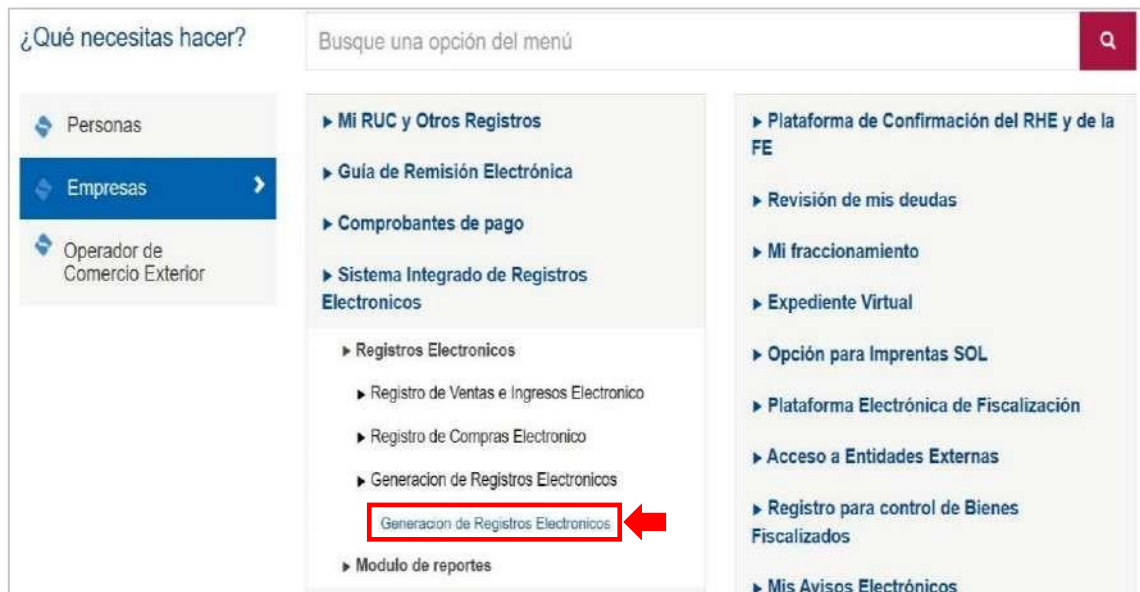 ¿Qué necesitas hacer?
Busque una opción del menú
Personas
Empresas
Operador de
Comercio Exterior
Mi RUC y Otros Registros
Guía de Remisión Electrónica
Comprobantes de pago
Sistema Integrado de Registros
Electronicos
Registros Electronicos
Registro de Ventas e Ingresos Electronico
Registro de Compras Electronico
Generacion de Registros Electronicos
Generacion de Registros Electronicos
Modulo de reportes
Plataforma de Confirmación del RHE y de la
FE
Revisión de mis deudas
Mi fraccionamiento
Expediente Virtual
Opción para Imprentas SOL
Plataforma Electrónica de Fiscalización
Acceso a Entidades Externas
Registro para control de Bienes
Fiscalizados
Mis Avisos Electrónicos